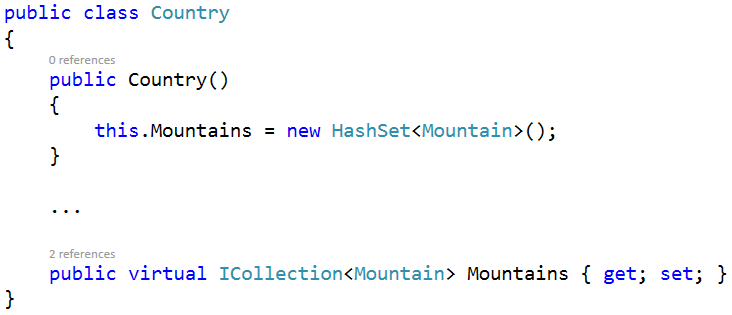 public class Country
{
0 references
public Country()
{
this.Mountains = new HashSet<Mountain>();
}
...
2 references
public virtual ICollection<Mountain> Mountains { get; set; }
}